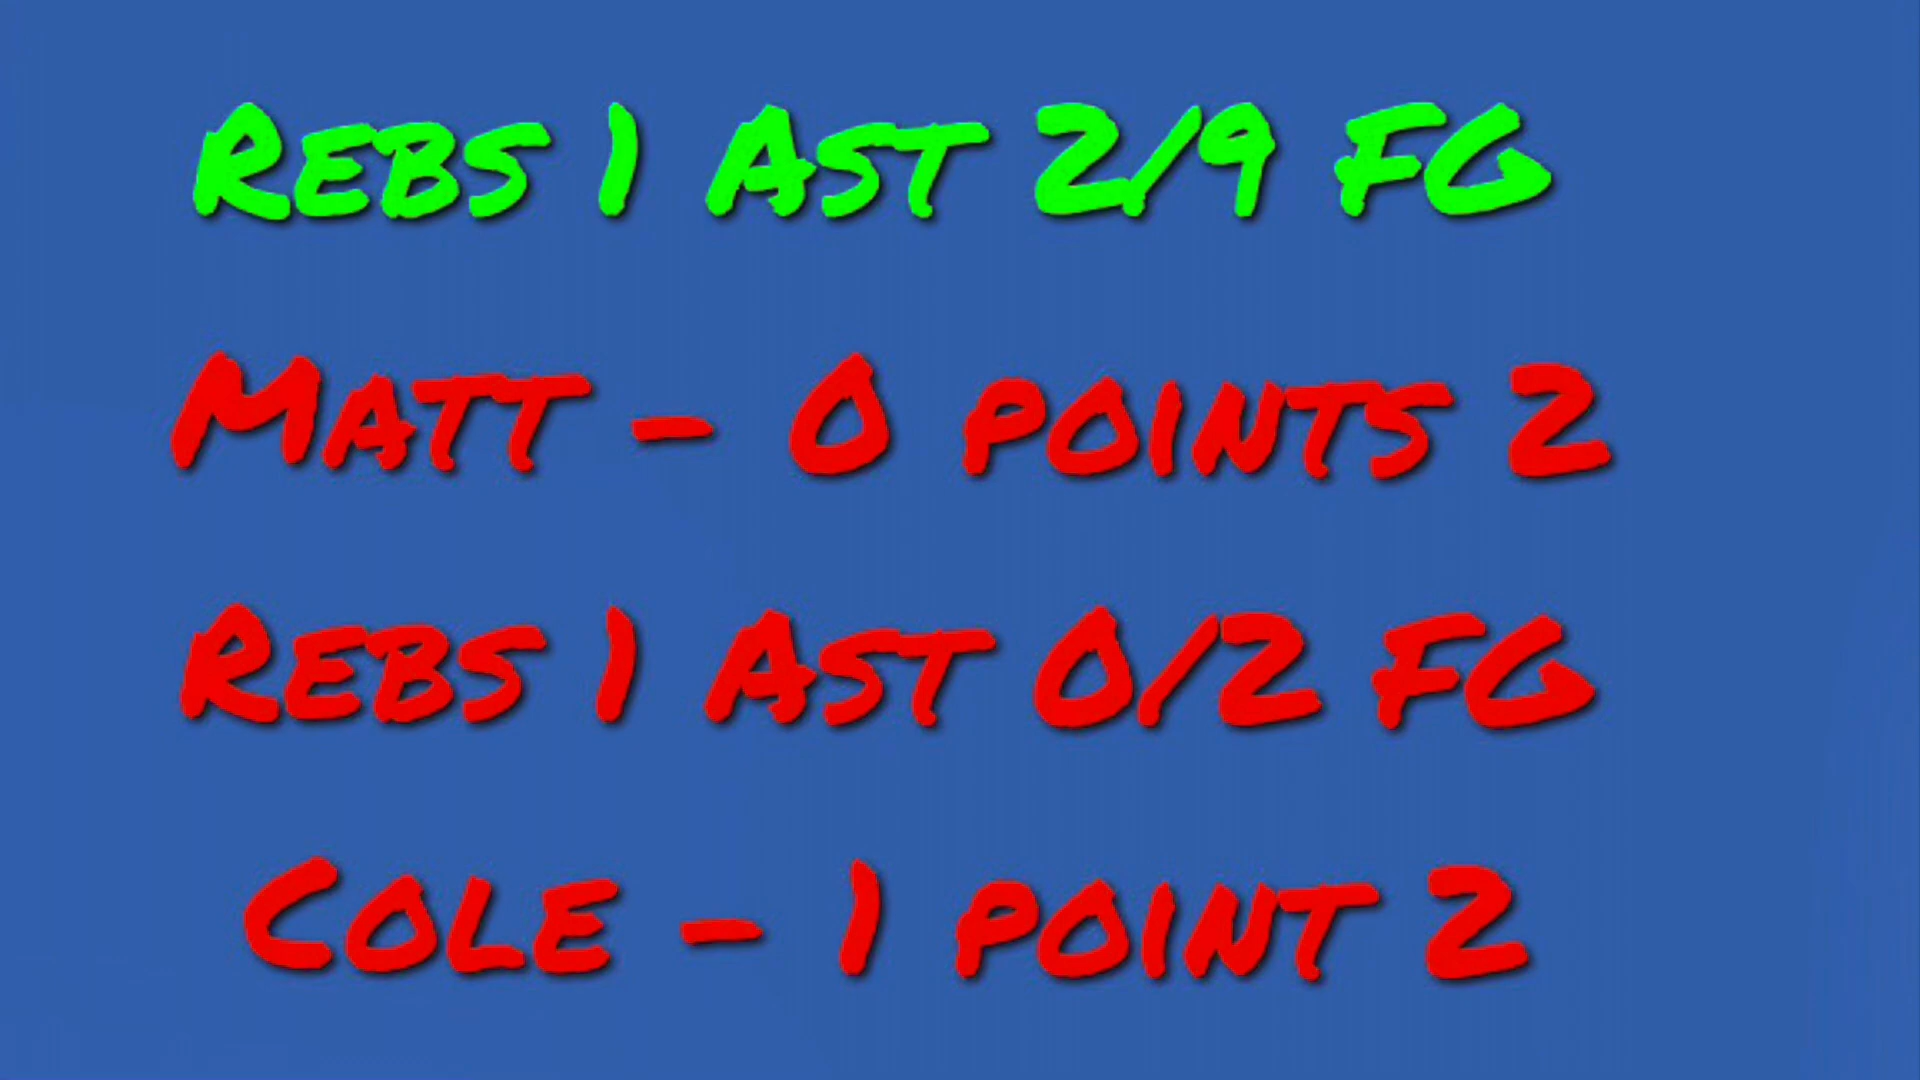 Rebs 1 Ast 2/9 FG
Matt - 0 points 2
Rebs 1 Ast 0/2 FG
Cole - 1 point 2